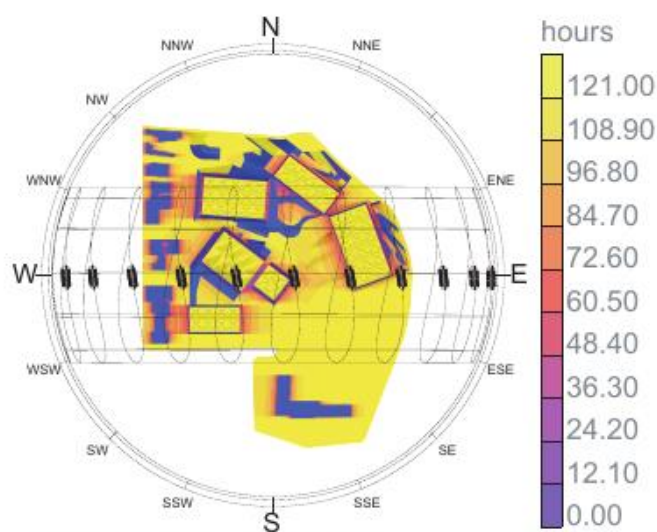 N
NNW
NNE
NW
WNW
ENE
W
E
WSW
ESE
SW
SE
SSW
SSE
S
hours
121.00
108.90
96.80
84.70
72.60
60.50
48.40
36.30
24.20
12.10
0.00